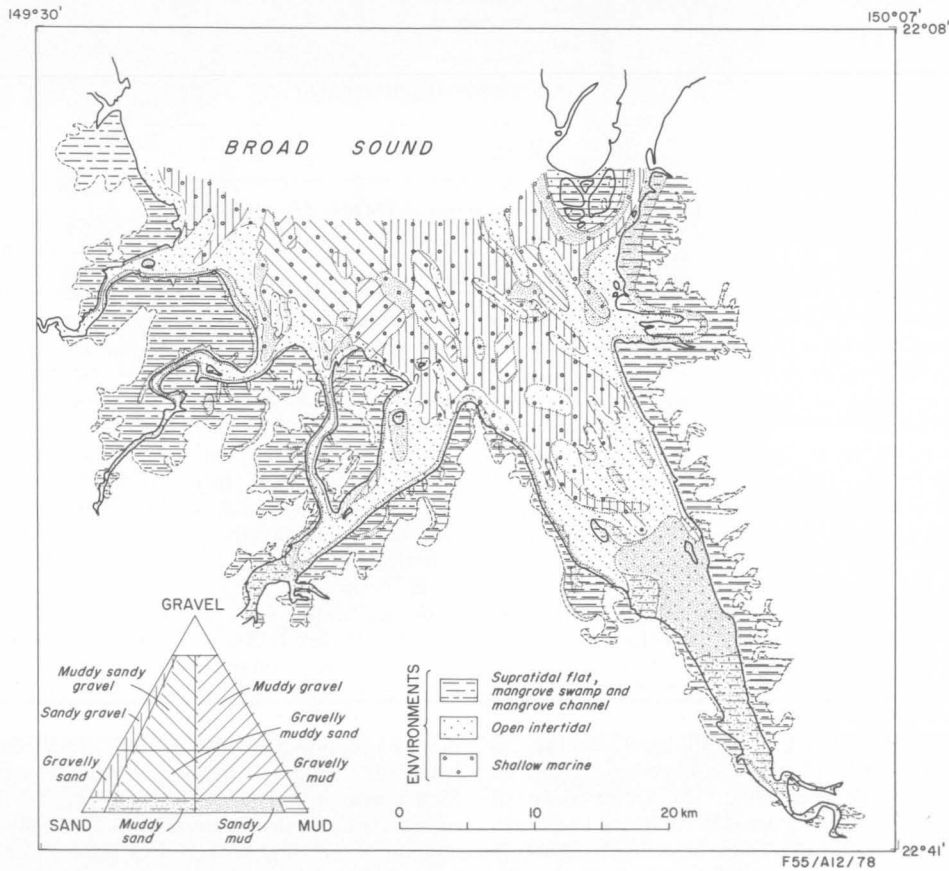 149°30'
150°07'
22°08'
BROAD SOUND
GRAVEL
Muddy sandy
gravel
Sandy gravel
Muddy gravel
Gravelly
muddy sand
Gravelly
sand
Gravelly
mud
SAND
Muddy
sand
Sandy
mud
MUD
ENVIRONMENTS
Supratidal flat,
mangrove swamp and
mangrove channel
Open intertidal
Shallow marine
0 10 20 km
22°41'
F55/A12/78